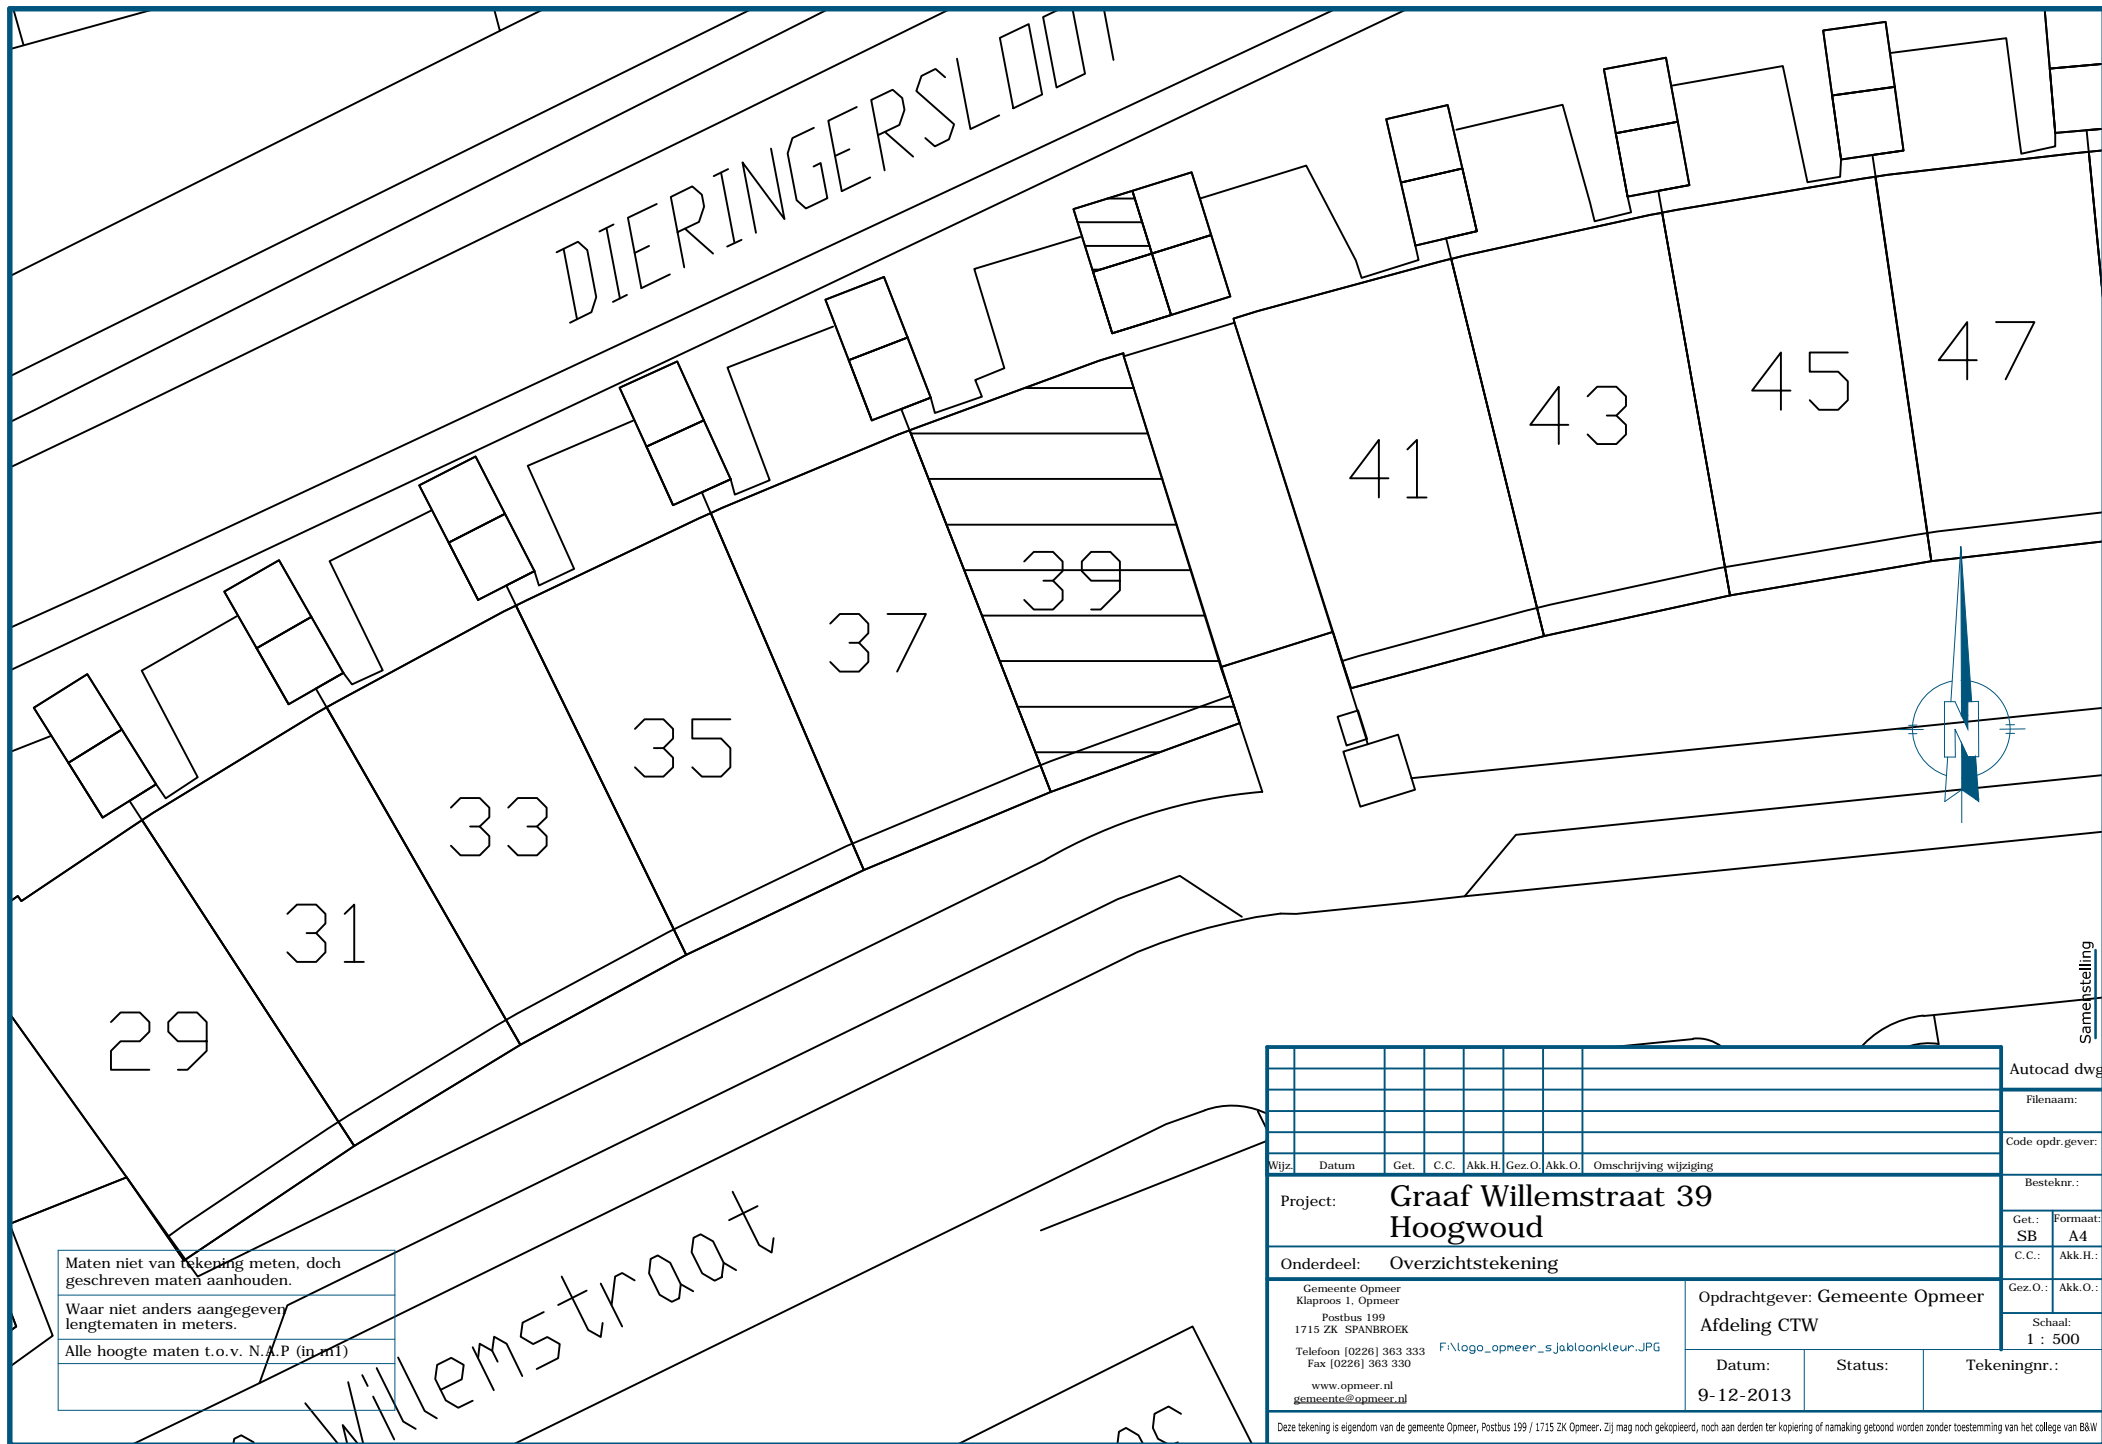 DIERINGERSLOOT
47
45
43
41
39
37
35
33
31
29
Willemstraat
Samenstelling
Maten niet van tekening meten, doch
geschreven maten aanhouden.
Waar niet anders aangegeven
lengtematen in meters.
Alle hoogte maten t.o.v. N.A.P (in m1)
Wijz. Datum Get. C.C. Akk.H. Gez.O. Akk.O. Omschrijving wijziging
Project: Graaf Willemstraat 39
Hoogwoud
Onderdeel: Overzichtstekening
Gemeente Opmeer
Klaproos 1, Opmeer
Postbus 199
1715 ZK SPANBROEK
Telefoon [0226] 363 333
Fax [0226] 363 330
www.opmeer.nl
gemeente@opmeer.nl
F:\logo_opmeer_sjabloonkleur.JPG
Opdrachtgever: Gemeente Opmeer
Afdeling CTW
Datum: Status: Tekeningnr.:
9-12-2013
Autocad dwg
Filenaam:
Code opdr.gever:
Besteknr.:
Get.: Formaat:
SB A4
C.C.: Akk.H.:
Gez.O.: Akk.O.:
Schaal:
1 : 500
Deze tekening is eigendom van de gemeente Opmeer, Postbus 199 / 1715 ZK Opmeer. Zij mag noch gekopieerd, noch aan derden ter kopiering of namaking getoond worden zonder toestemming van het college van B&W
N